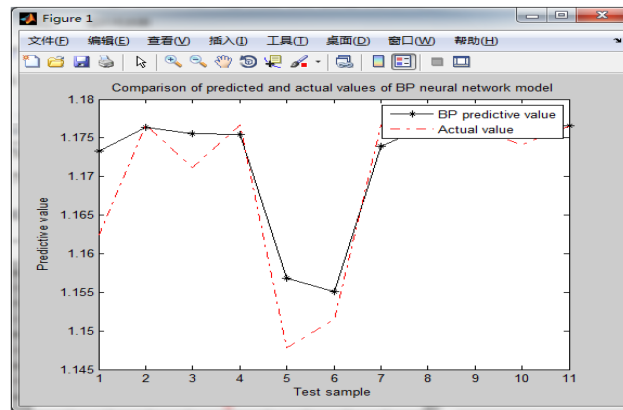 Figure 1
文件(F) 编辑(E) 查看(V) 插入(I) 工具(T) 桌面(D) 窗口(W) 帮助(H)
Comparison of predicted and actual values of BP neural network model
BP predictive value
Actual value
1.18
1.175
1.17
1.165
1.16
1.155
1.15
1.145
Predictive value
1 2 3 4 5 6 7 8 9 10 11
Test sample